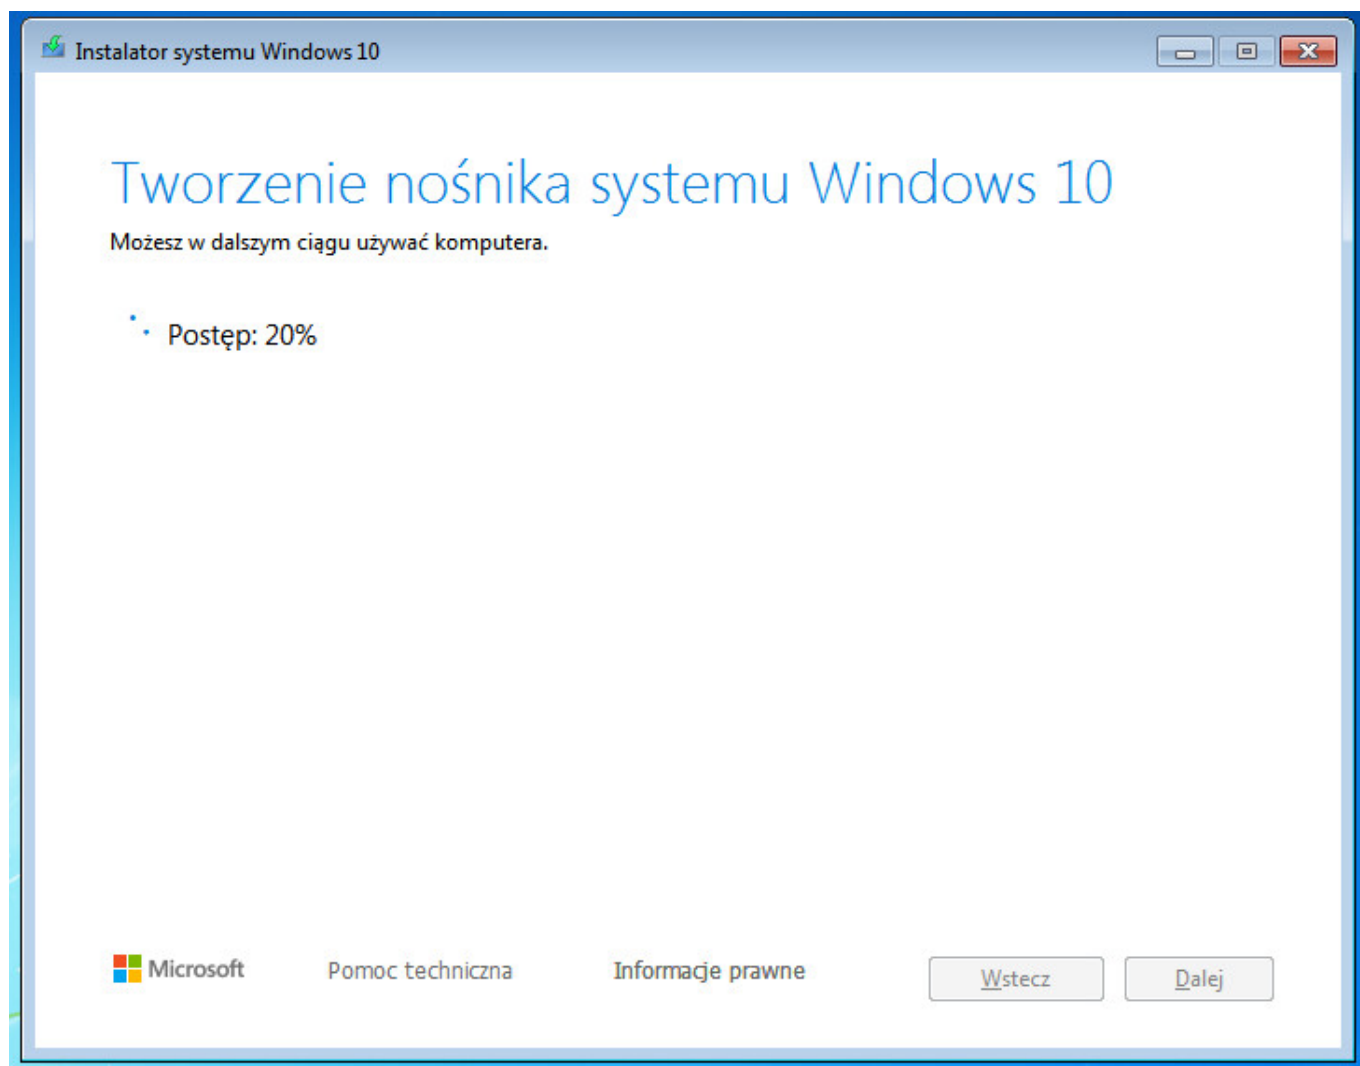 Instalator systemu Windows 10
Tworzenie nośnika systemu Windows 10
Możesz w dalszym ciągu używać komputera.
Postęp: 20%
Microsoft
Pomoc techniczna
Informacje prawne
Wstecz
Dalej